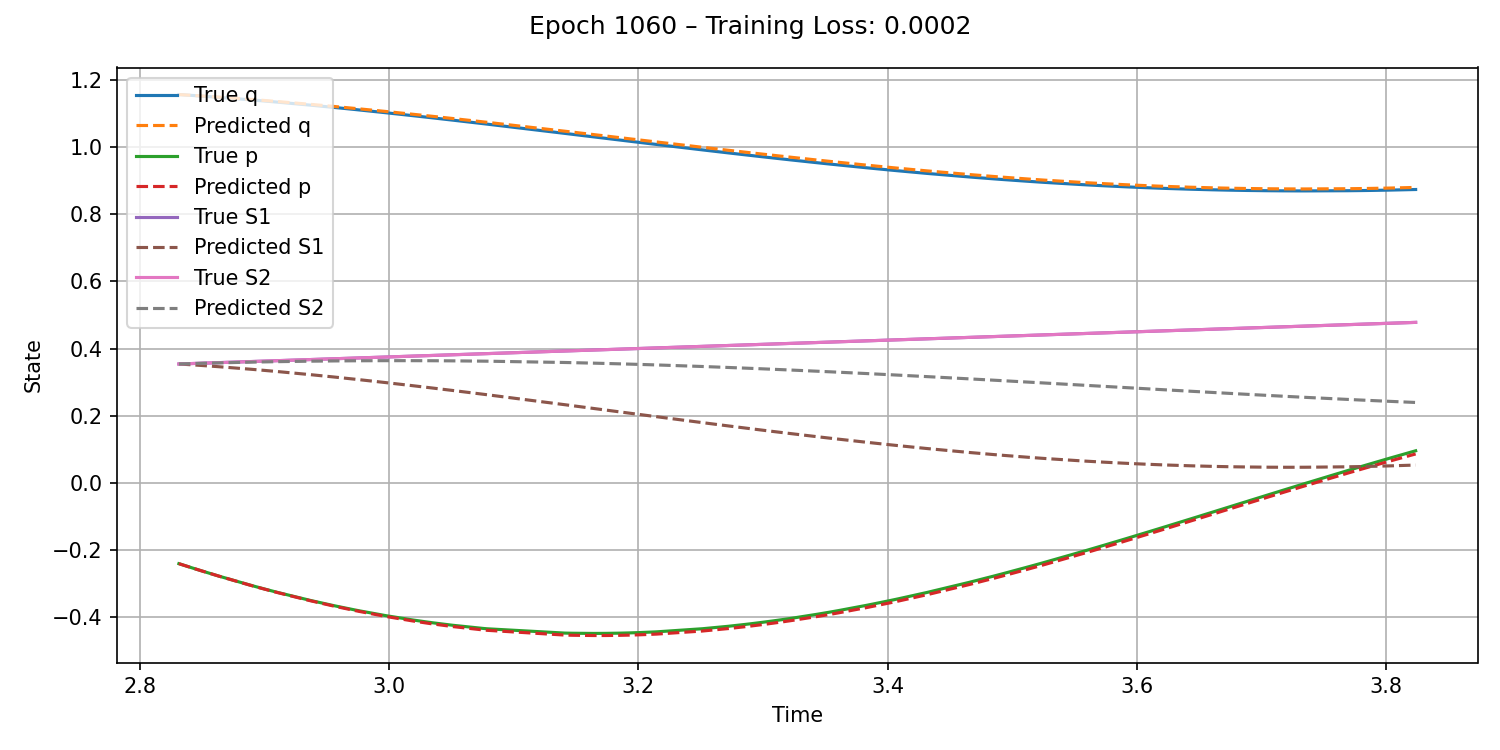 Epoch 1060 – Training Loss: 0.0002
1.2
1.0
0.8
0.6
0.4
0.2
0.0
−0.2
−0.4
State
True q
Predicted q
True p
Predicted p
True S1
Predicted S1
True S2
Predicted S2
2.8 3.0 3.2 3.4 3.6 3.8
Time